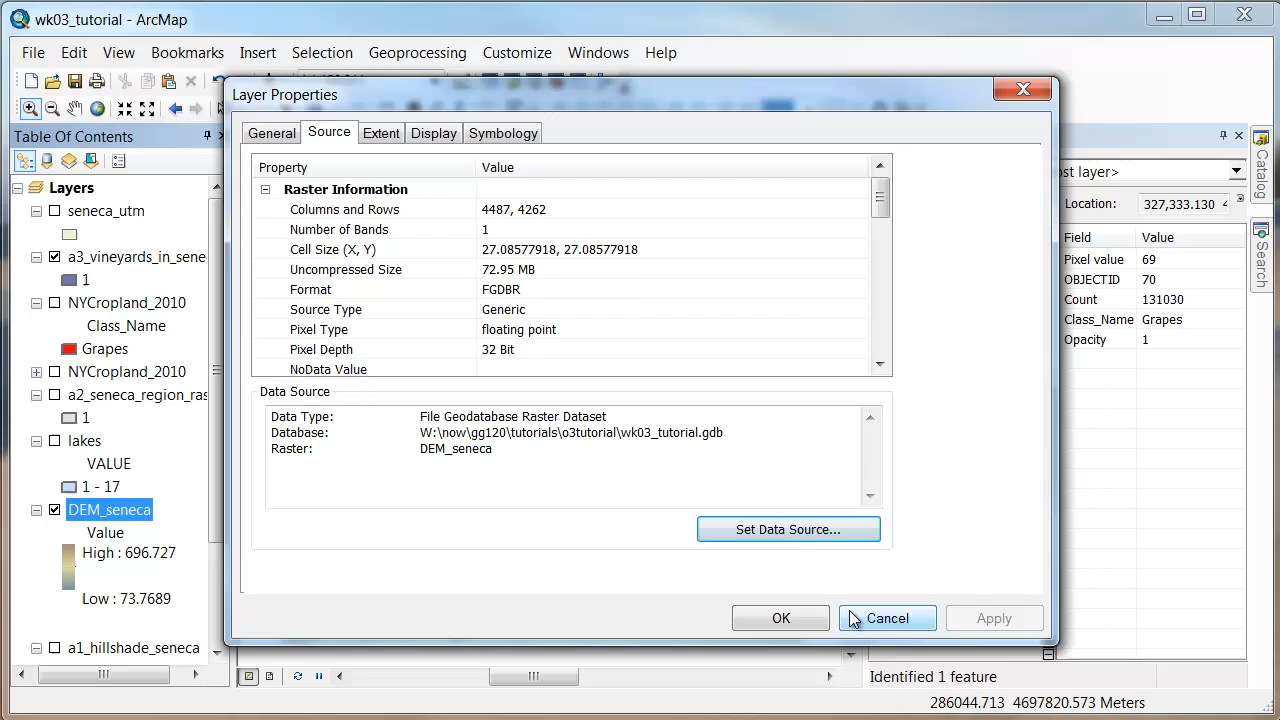 wk03_tutorial - ArcMap
File Edit View Bookmarks Insert Selection Geoprocessing Customize Windows Help
Table Of Contents
Layers
seneca_utm
a3_vineyards_in_sene
1
NYCropland_2010
Class_Name
Grapes
NYCropland_2010
a2_seneca_region_ras
1
lakes
VALUE
1 - 17
DEM_seneca
Value
High : 696.727
Low : 73.7689
a1_hillshade_seneca
Layer Properties
General Source Extent Display Symbology
Property Value
Raster Information
Columns and Rows 4487, 4262
Number of Bands 1
Cell Size (X, Y) 27.08577918, 27.08577918
Uncompressed Size 72.95 MB
Format FGDBR
Source Type Generic
Pixel Type floating point
Pixel Depth 32 Bit
NoData Value
Data Source
Data Type: File Geodatabase Raster Dataset
Database: W:\now\gg120\tutorials\o3tutorial\wk03_tutorial.gdb
Raster: DEM_seneca
Set Data Source...
OK Cancel Apply
ost layer>
Location: 327,333.130
Field Value
Pixel value 69
OBJECTID 70
Count 131030
Class_Name Grapes
Opacity 1
Identified 1 feature
Catalog
Search
286044.713 4697820.573 Meters